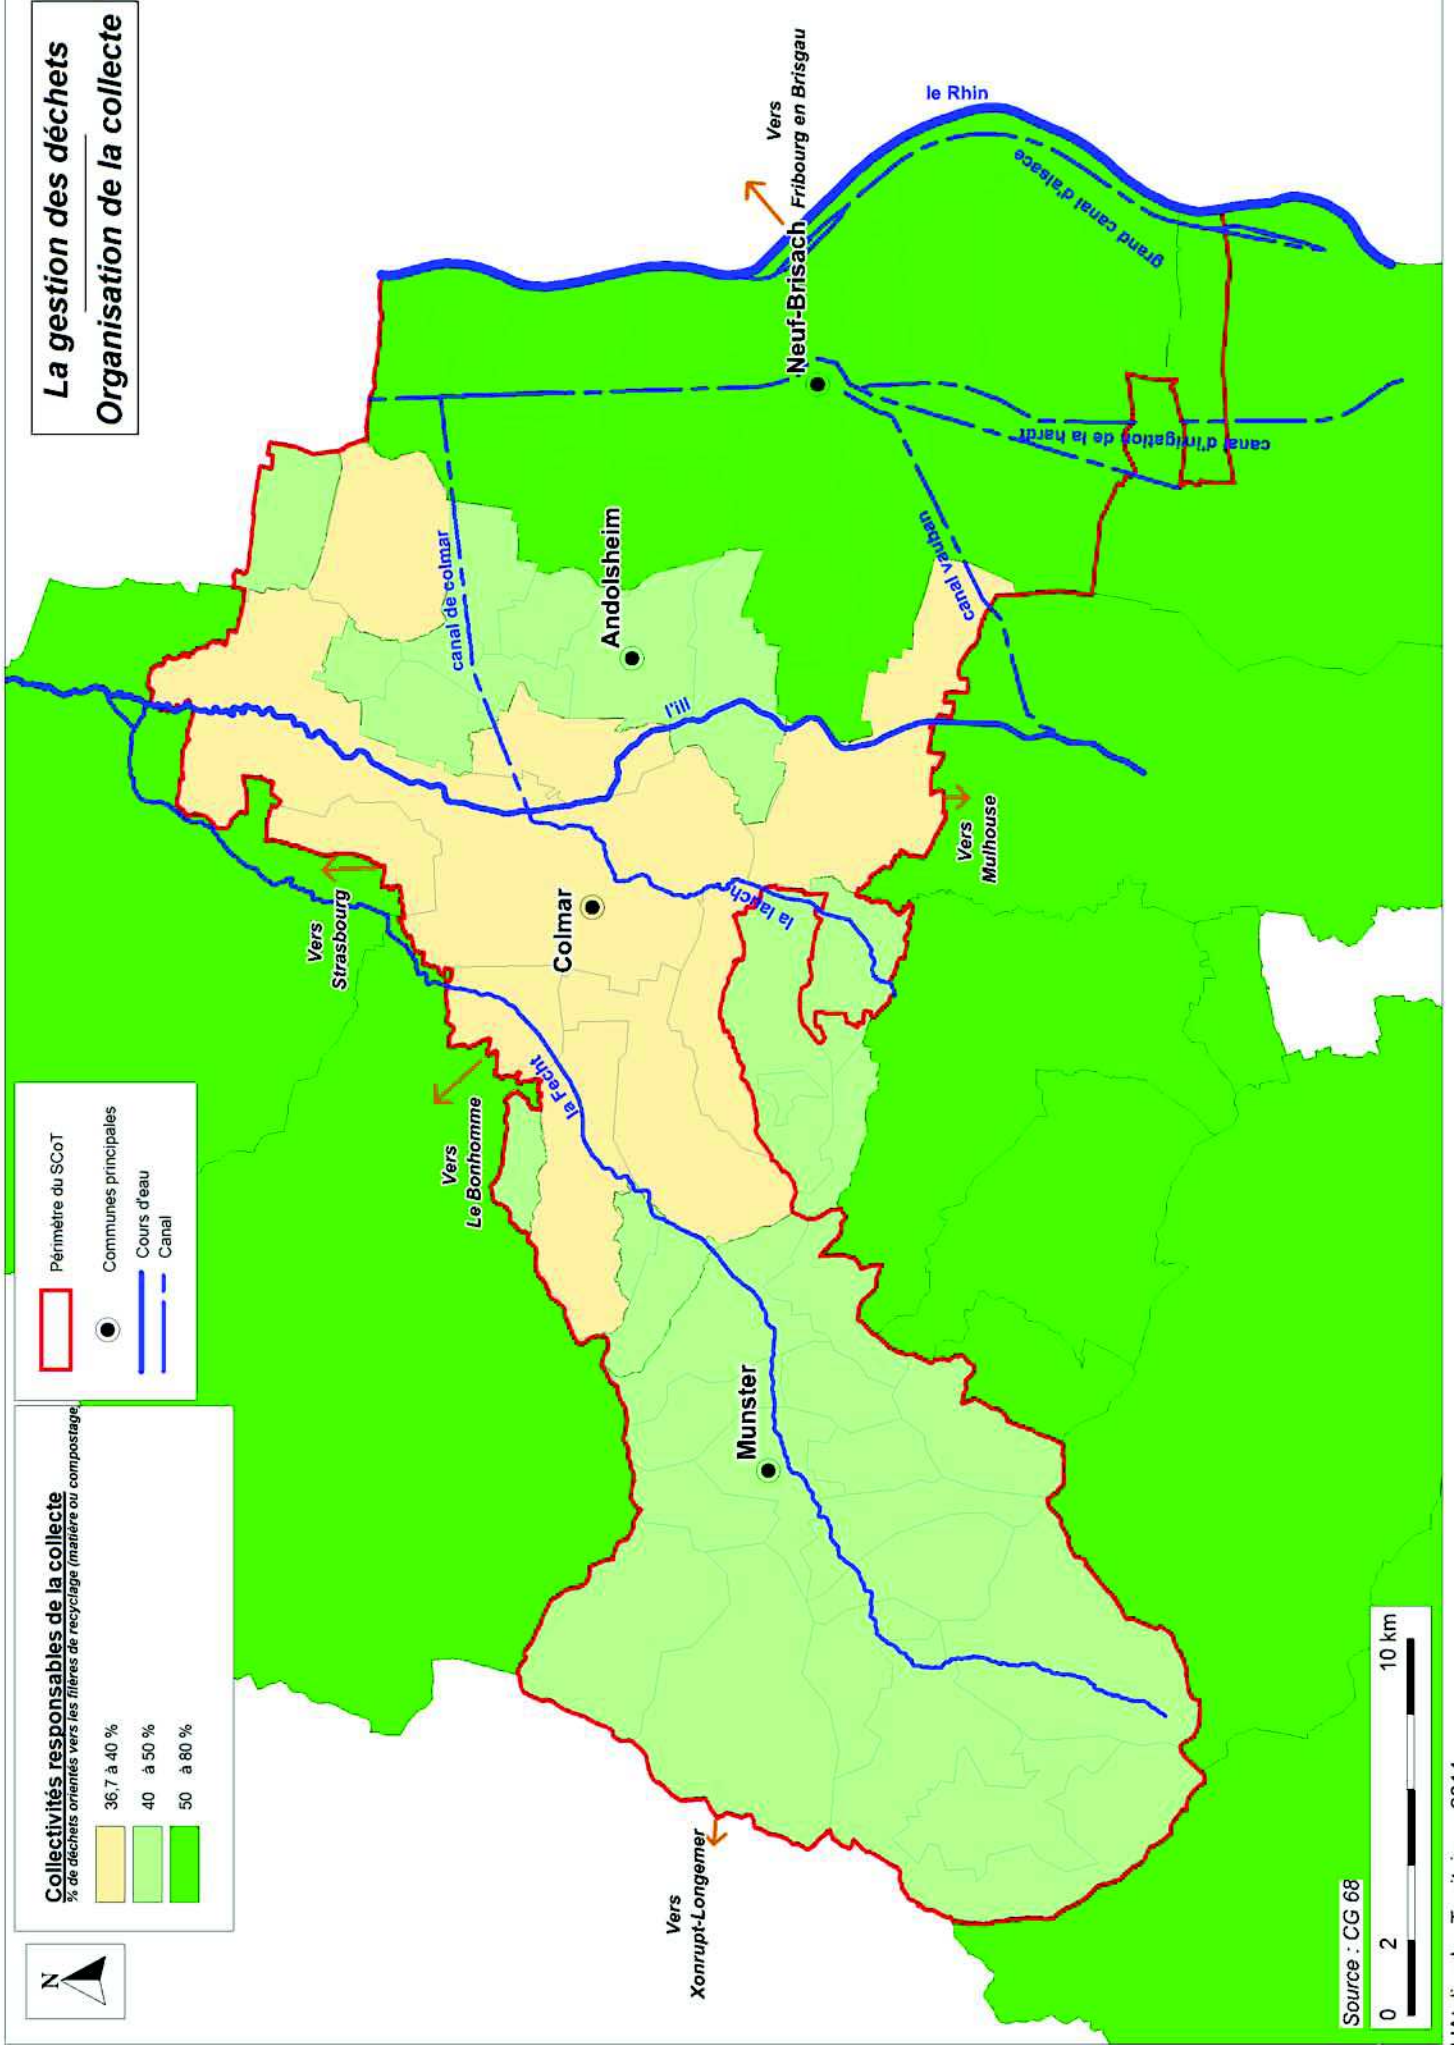 La gestion des déchets
Organisation de la collecte
Collectivités responsables de la collecte
% de déchets orientés vers les filières de recyclage (matière ou compostage)
36,7 à 40 %
40 à 50 %
50 à 80 %
Périmètre du SCoT
Communes principales
Cours d'eau
Canal
N
Vers
Strasbourg
Vers
Le Bonhomme
Vers
Xonrupt-Longemer
Vers
Mulhouse
Vers
Fribourg en Brisgau
Colmar
Munster
Andolsheim
Neuf-Brisach
la Fecht
la lauch
l'ill
le Rhin
canal de colmar
canal vauban
canal d'irrigation de la hardt
grand canal d'alsace
Source : CG 68
0 2 10 km